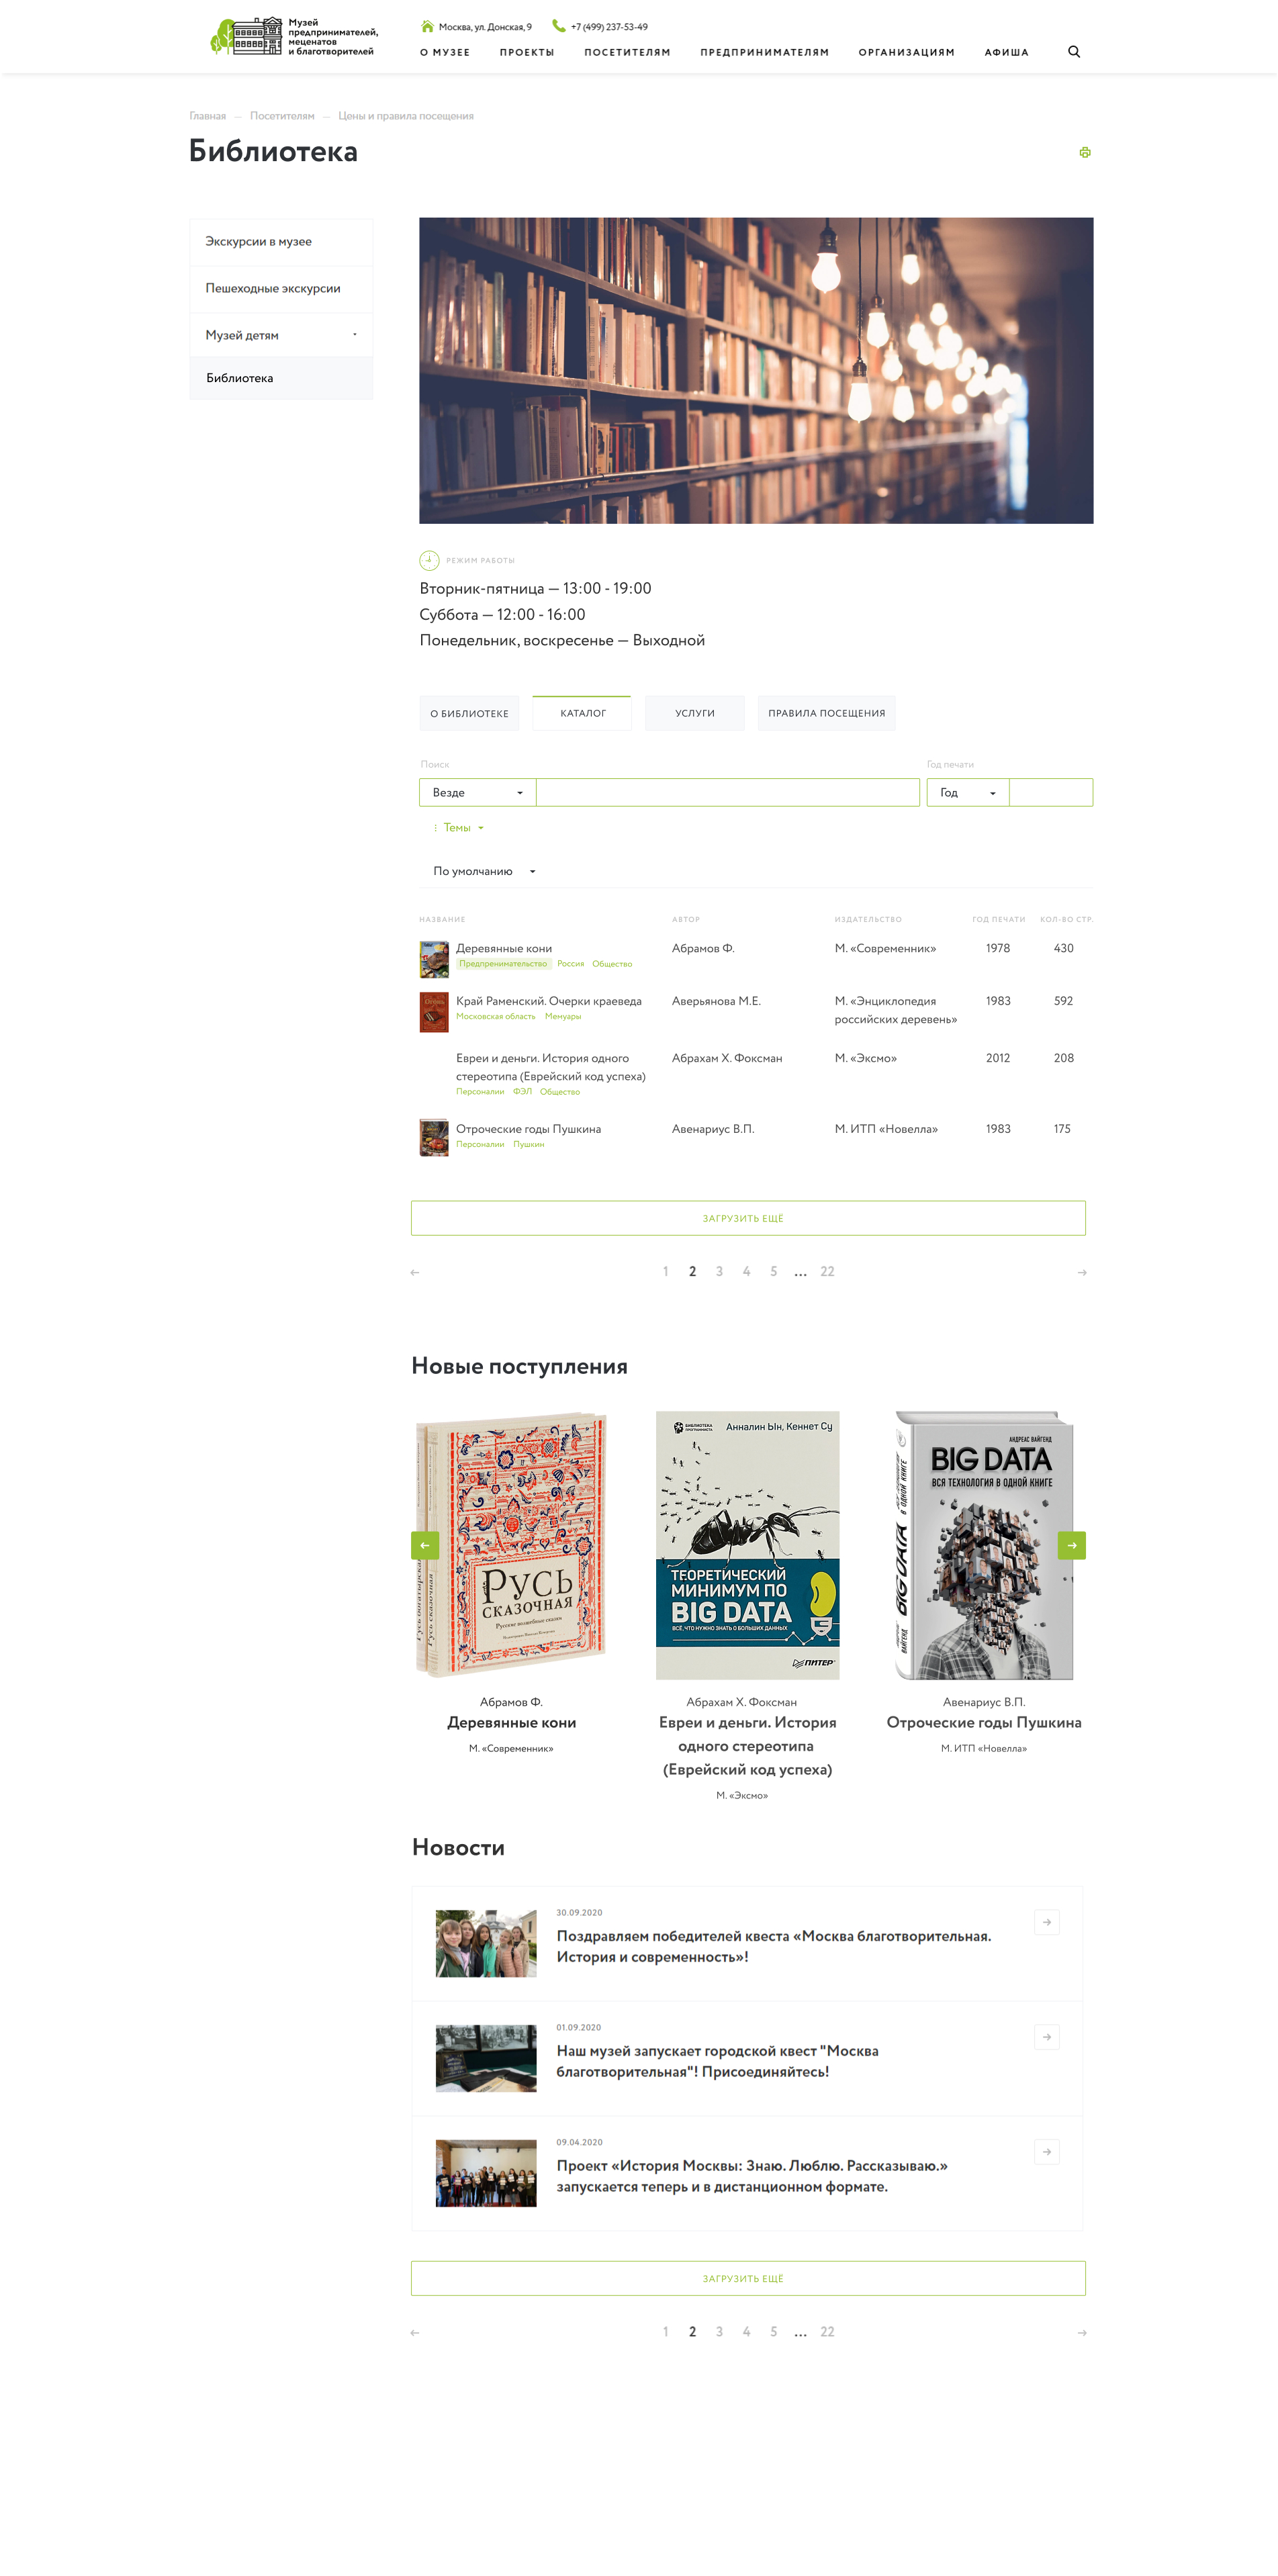 Музей
предпринимателей,
меценатов
и благотворителей
Москва, ул. Донская, 9
+7 (499) 237-53-49
О МУЗЕЕ ПРОЕКТЫ ПОСЕТИТЕЛЯМ ПРЕДПРИНИМАТЕЛЯМ ОРГАНИЗАЦИЯМ АФИША
Главная — Посетителям — Цены и правила посещения
Библиотека
Экскурсии в музее
Пешеходные экскурсии
Музей детям
Библиотека
РЕЖИМ РАБОТЫ
Вторник-пятница — 13:00 - 19:00
Суббота — 12:00 - 16:00
Понедельник, воскресенье — Выходной
О БИБЛИОТЕКЕ КАТАЛОГ УСЛУГИ ПРАВИЛА ПОСЕЩЕНИЯ
Поиск Год печати
Везде Год
Темы
По умолчанию
НАЗВАНИЕ АВТОР ИЗДАТЕЛЬСТВО ГОД ПЕЧАТИ КОЛ-ВО СТР.
Деревянные кони Абрамов Ф. М. «Современник» 1978 430
Предпренимательство Россия Общество
Край Раменский. Очерки краеведа Аверьянова М.Е. М. «Энциклопедия 1983 592
Московская область Мемуары российских деревень»
Евреи и деньги. История одного Абрахам Х. Фоксман М. «Эксмо» 2012 208
стереотипа (Еврейский код успеха)
Персоналии ФЭЛ Общество
Отроческие годы Пушкина Авенариус В.П. М. ИТП «Новелла» 1983 175
Персоналии Пушкин
ЗАГРУЗИТЬ ЕЩЁ
← 1 2 3 4 5 ... 22 →
Новые поступления
РУСЬ
СКАЗОЧНАЯ
Русские волшебные сказки
Русь сказочная
БИБЛИОТЕКА
ПРОГРАММИСТА
Анналин Ын, Кеннет Су
ТЕОРЕТИЧЕСКИЙ
МИНИМУМ ПО
BIG DATA
ВСЁ, ЧТО НУЖНО ЗНАТЬ О БОЛЬШИХ ДАННЫХ
ПИТЕР
АНДРЕАС ВАЙГЕНД
BIG DATA
ВСЯ ТЕХНОЛОГИЯ В ОДНОЙ КНИГЕ
ВАЙГЕНД BIG DATA
Абрамов Ф.
Деревянные кони
М. «Современник»
Абрахам Х. Фоксман
Евреи и деньги. История
одного стереотипа
(Еврейский код успеха)
М. «Эксмо»
Авенариус В.П.
Отроческие годы Пушкина
М. ИТП «Новелла»
Новости
30.09.2020
Поздравляем победителей квеста «Москва благотворительная.
История и современность»!
01.09.2020
Наш музей запускает городской квест "Москва
благотворительная"! Присоединяйтесь!
09.04.2020
Проект «История Москвы: Знаю. Люблю. Рассказываю.»
запускается теперь и в дистанционном формате.
ЗАГРУЗИТЬ ЕЩЁ
← 1 2 3 4 5 ... 22 →